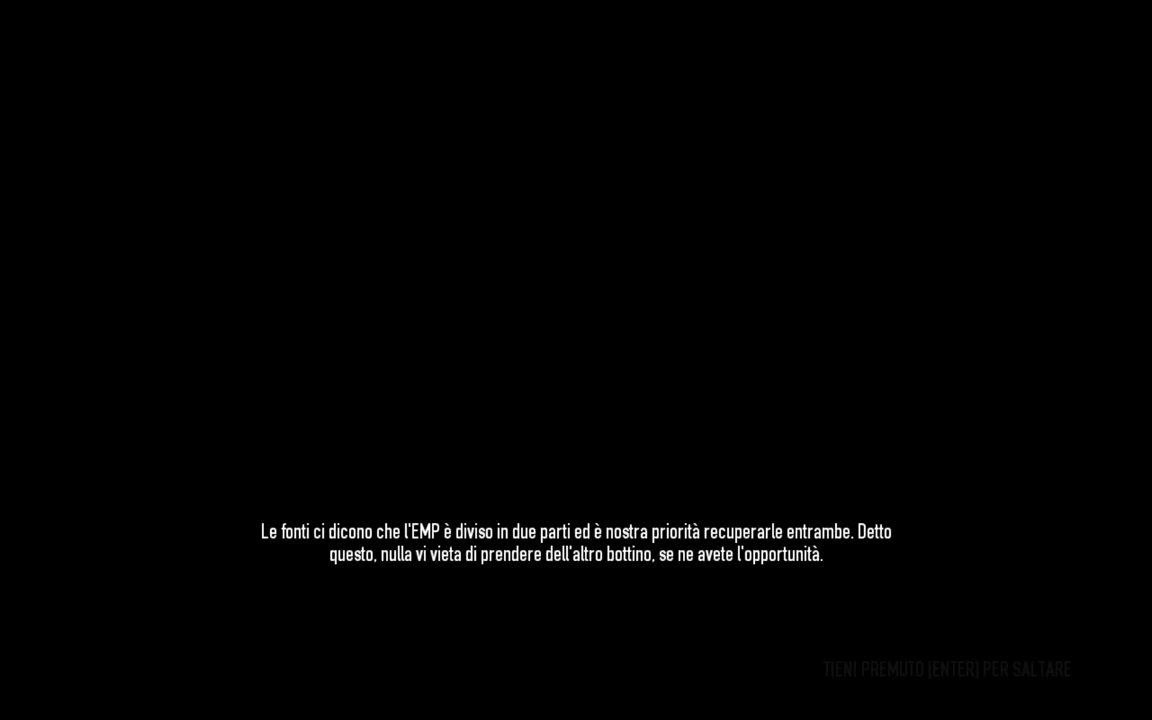 Le fonti ci dicono che l'EMP è diviso in due parti ed è nostra priorità recuperarle entrambe. Detto
questo, nulla vi vieta di prendere dell'altro bottino, se ne avete l'opportunità.
TIENI PREMUTO [ENTER] PER SALTARE